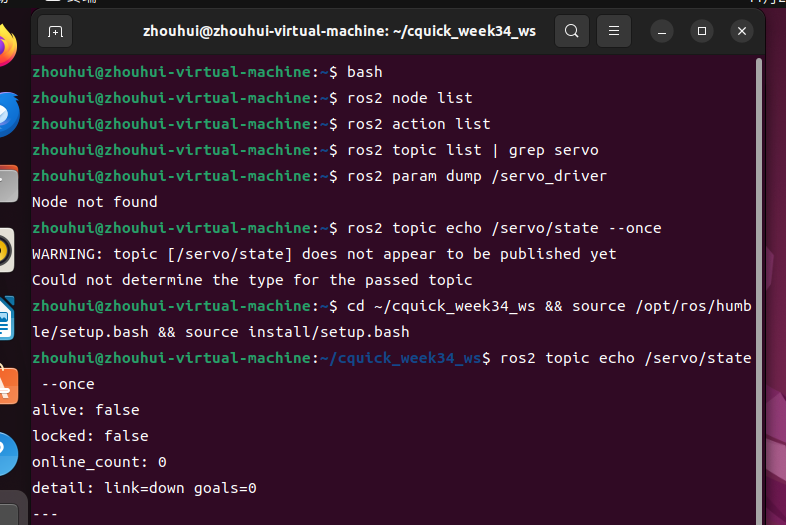 zhouhui@zhouhui-virtual-machine: ~/cquick_week34_ws
zhouhui@zhouhui-virtual-machine:~$ bash
zhouhui@zhouhui-virtual-machine:~$ ros2 node list
zhouhui@zhouhui-virtual-machine:~$ ros2 action list
zhouhui@zhouhui-virtual-machine:~$ ros2 topic list | grep servo
zhouhui@zhouhui-virtual-machine:~$ ros2 param dump /servo_driver
Node not found
zhouhui@zhouhui-virtual-machine:~$ ros2 topic echo /servo/state --once
WARNING: topic [/servo/state] does not appear to be published yet
Could not determine the type for the passed topic
zhouhui@zhouhui-virtual-machine:~$ cd ~/cquick_week34_ws && source /opt/ros/humb
le/setup.bash && source install/setup.bash
zhouhui@zhouhui-virtual-machine:~/cquick_week34_ws$ ros2 topic echo /servo/state
 --once
alive: false
locked: false
online_count: 0
detail: link=down goals=0
---